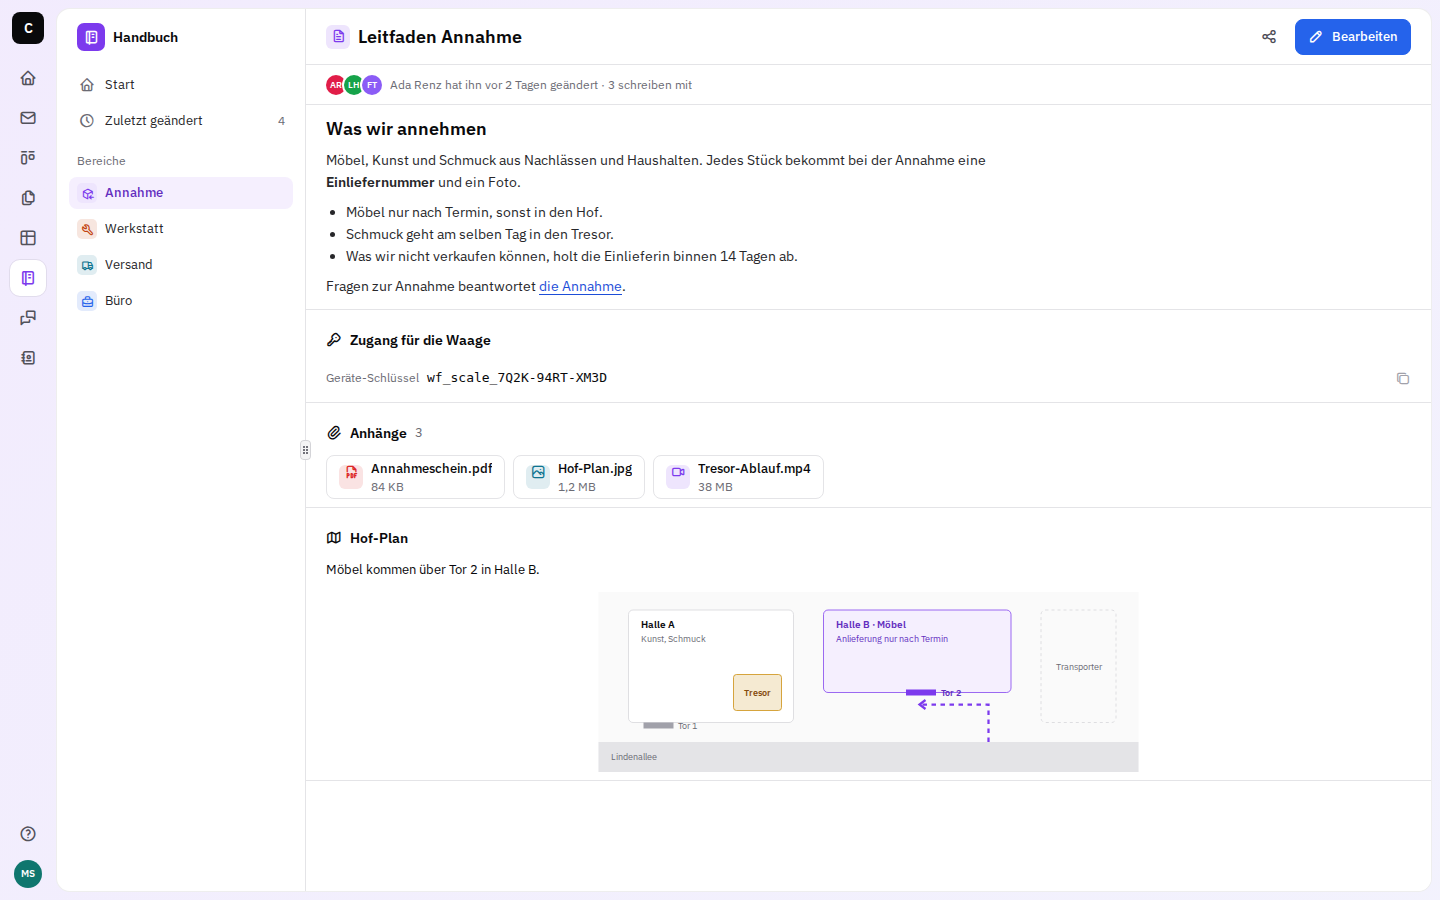 C
Handbuch
Start
Zuletzt geändert 4
Bereiche
Annahme
Werkstatt
Versand
Büro
MS
Leitfaden Annahme
Bearbeiten
AR LH FT Ada Renz hat ihn vor 2 Tagen geändert · 3 schreiben mit
Was wir annehmen
Möbel, Kunst und Schmuck aus Nachlässen und Haushalten. Jedes Stück bekommt bei der Annahme eine
Einliefernummer und ein Foto.
• Möbel nur nach Termin, sonst in den Hof.
• Schmuck geht am selben Tag in den Tresor.
• Was wir nicht verkaufen können, holt die Einlieferin binnen 14 Tagen ab.
Fragen zur Annahme beantwortet die Annahme.
Zugang für die Waage
Geräte-Schlüssel wf_scale_7Q2K-94RT-XM3D
Anhänge 3
PDF
Annahmeschein.pdf
84 KB
Hof-Plan.jpg
1,2 MB
Tresor-Ablauf.mp4
38 MB
Hof-Plan
Möbel kommen über Tor 2 in Halle B.
Halle A
Kunst, Schmuck
Tresor
Tor 1
Halle B · Möbel
Anlieferung nur nach Termin
Tor 2
Transporter
Lindenallee